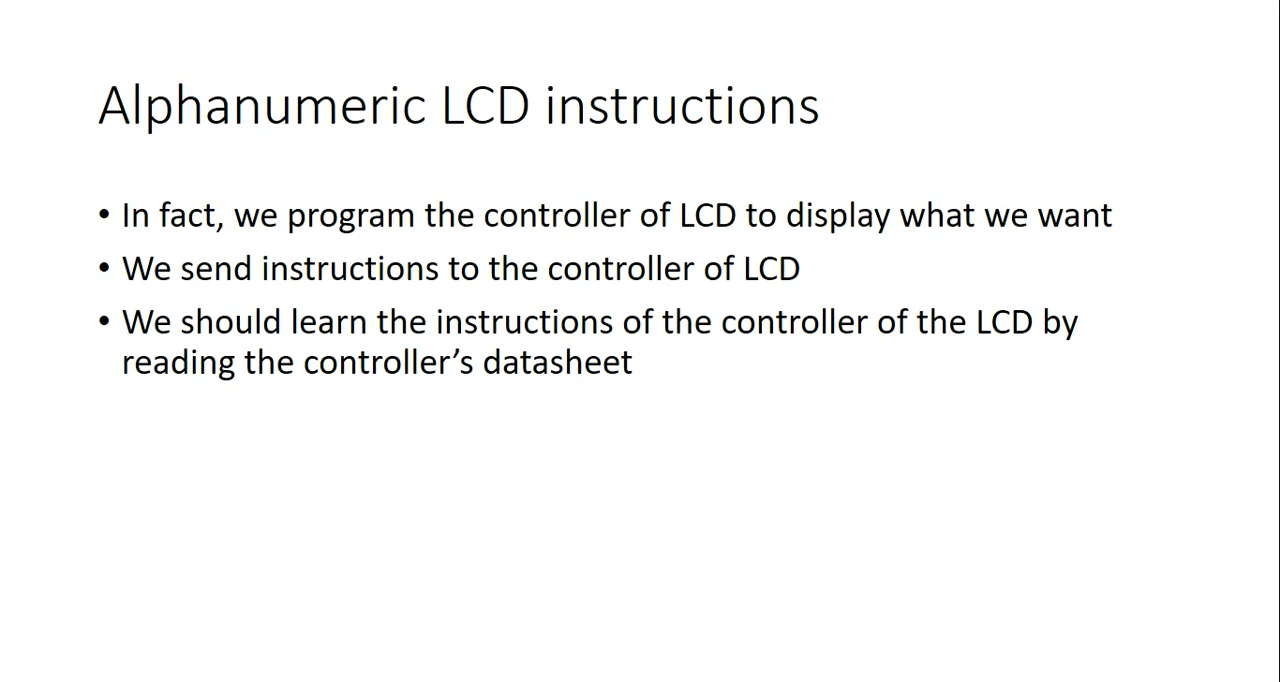 Alphanumeric LCD instructions
• In fact, we program the controller of LCD to display what we want
• We send instructions to the controller of LCD
• We should learn the instructions of the controller of the LCD by
reading the controller’s datasheet